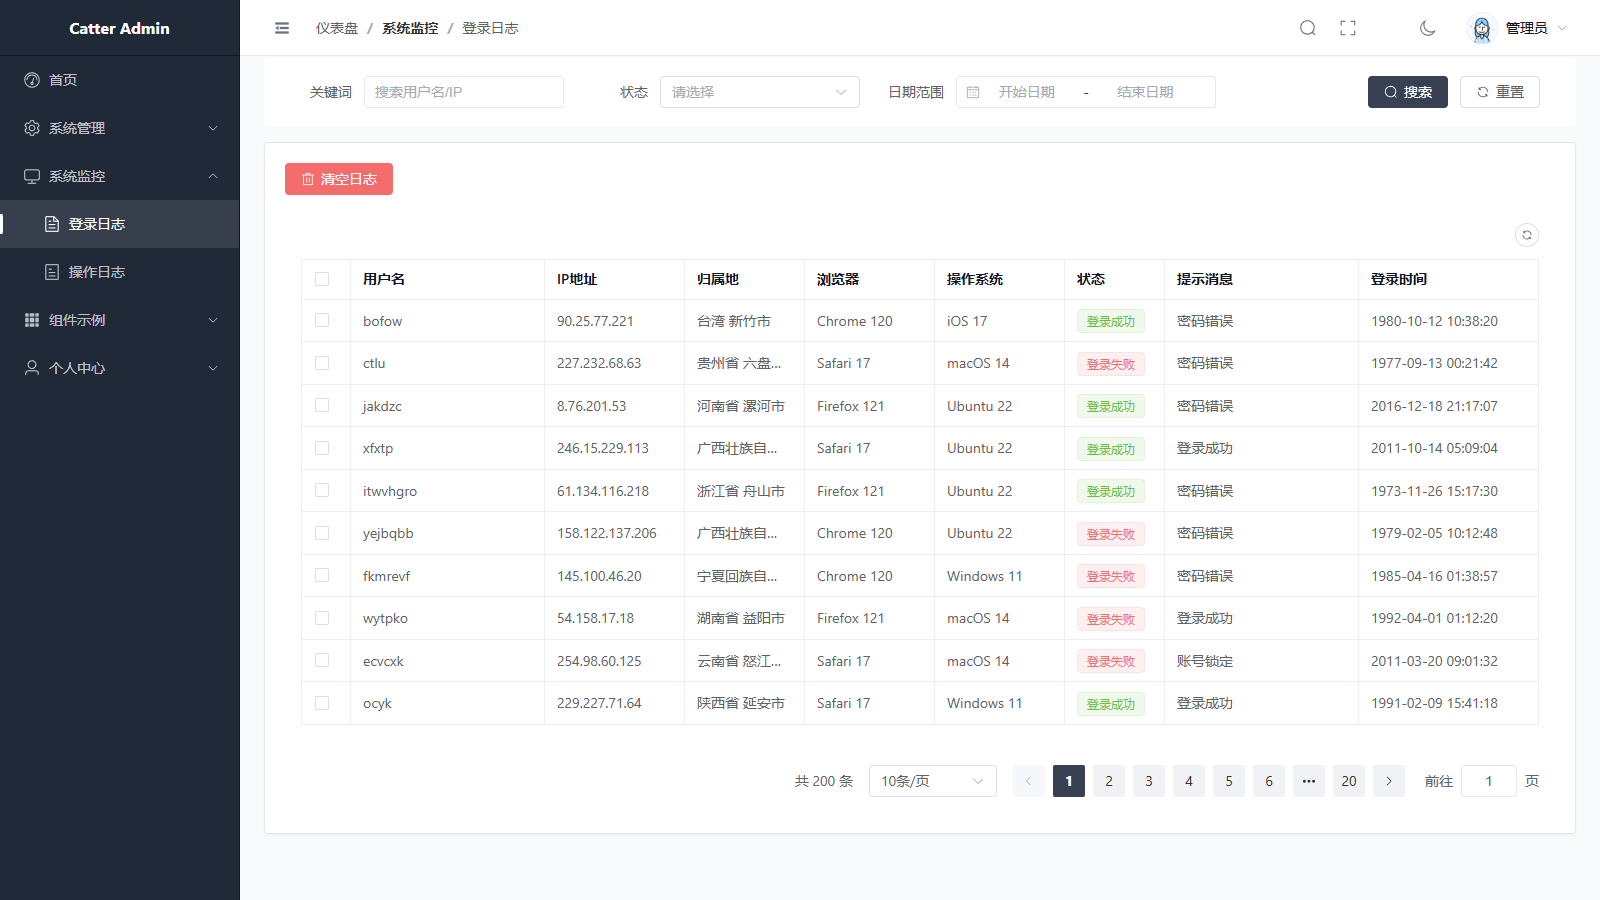 Catter Admin
首页
系统管理
系统监控
登录日志
操作日志
组件示例
个人中心
仪表盘 / 系统监控 / 登录日志
管理员
关键词 搜索用户名/IP 状态 请选择 日期范围 开始日期 - 结束日期 搜索 重置
清空日志
用户名 IP地址 归属地 浏览器 操作系统 状态 提示消息 登录时间
bofow 90.25.77.221 台湾 新竹市 Chrome 120 iOS 17 登录成功 密码错误 1980-10-12 10:38:20
ctlu 227.232.68.63 贵州省 六盘... Safari 17 macOS 14 登录失败 密码错误 1977-09-13 00:21:42
jakdzc 8.76.201.53 河南省 漯河市 Firefox 121 Ubuntu 22 登录成功 密码错误 2016-12-18 21:17:07
xfxtp 246.15.229.113 广西壮族自... Safari 17 Ubuntu 22 登录成功 登录成功 2011-10-14 05:09:04
itwvhgro 61.134.116.218 浙江省 舟山市 Firefox 121 Ubuntu 22 登录成功 密码错误 1973-11-26 15:17:30
yejbqbb 158.122.137.206 广西壮族自... Chrome 120 Ubuntu 22 登录失败 密码错误 1979-02-05 10:12:48
fkmrevf 145.100.46.20 宁夏回族自... Chrome 120 Windows 11 登录失败 密码错误 1985-04-16 01:38:57
wytpko 54.158.17.18 湖南省 益阳市 Firefox 121 macOS 14 登录失败 登录成功 1992-04-01 01:12:20
ecvcxk 254.98.60.125 云南省 怒江... Safari 17 macOS 14 登录失败 账号锁定 2011-03-20 09:01:32
ocyk 229.227.71.64 陕西省 延安市 Safari 17 Windows 11 登录成功 登录成功 1991-02-09 15:41:18
共 200 条 10条/页 1 2 3 4 5 6 ... 20 前往 1 页